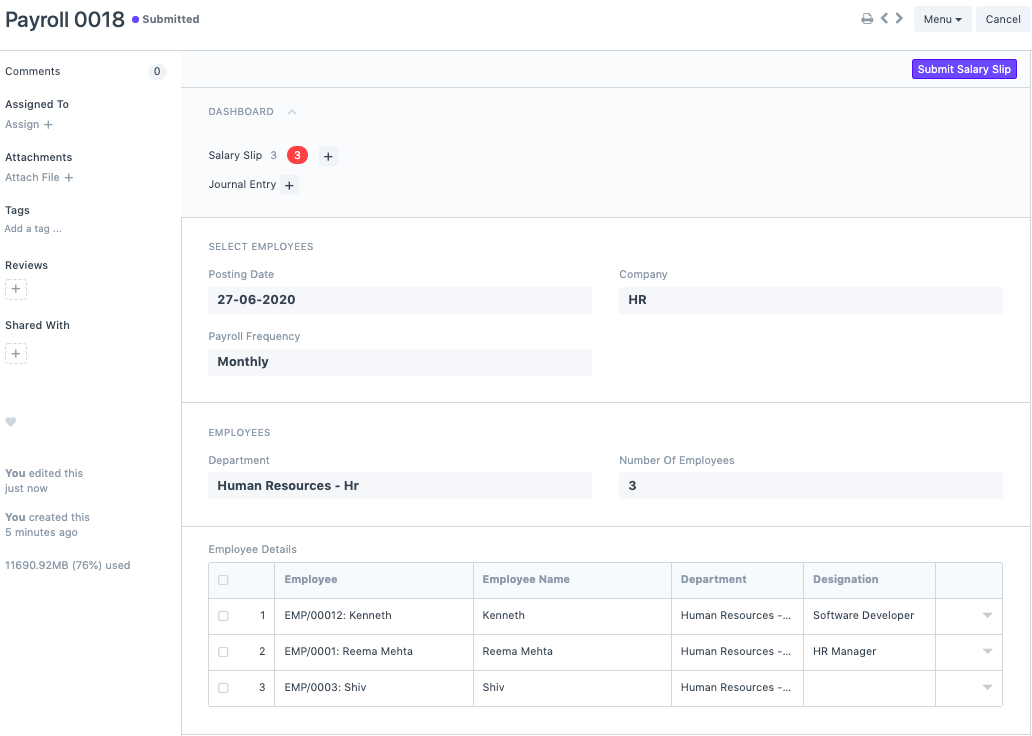 Payroll 0018 Submitted Menu Cancel
Comments 0
Assigned To
Assign +
Attachments
Attach File +
Tags
Add a tag ...
Reviews
+
Shared With
+
You edited this
just now
You created this
5 minutes ago
11690.92MB (76%) used
Submit Salary Slip
DASHBOARD
Salary Slip 3 3 +
Journal Entry +
SELECT EMPLOYEES
Posting Date Company
27-06-2020 HR
Payroll Frequency
Monthly
EMPLOYEES
Department Number Of Employees
Human Resources - Hr 3
Employee Details
Employee Employee Name Department Designation
1 EMP/00012: Kenneth Kenneth Human Resources -... Software Developer
2 EMP/0001: Reema Mehta Reema Mehta Human Resources -... HR Manager
3 EMP/0003: Shiv Shiv Human Resources -...